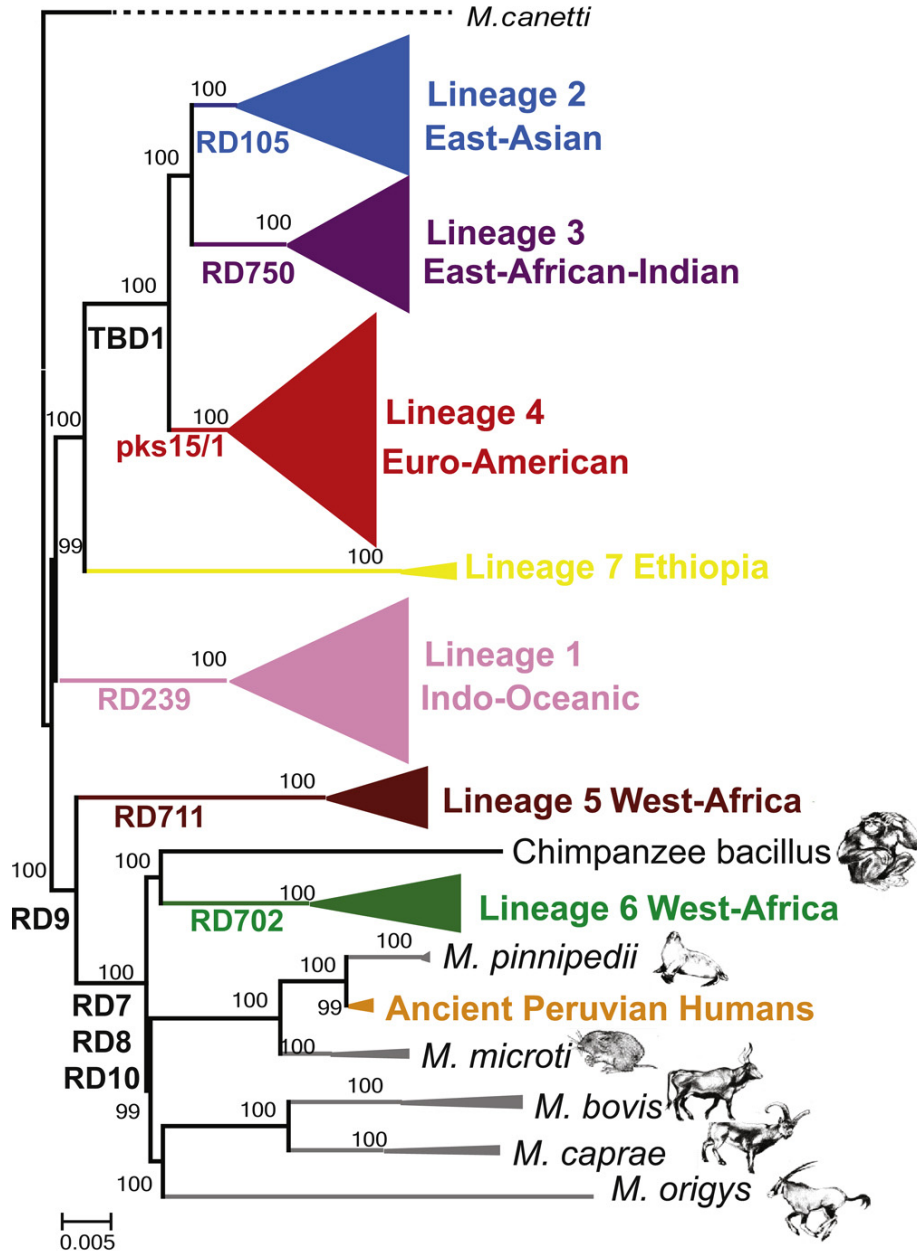 M.canetti
100
Lineage 2
RD105
East-Asian
100
100
Lineage 3
RD750
East-African-Indian
100
TBD1
100
Lineage 4
pks15/1
Euro-American
100
99
100
Lineage 7 Ethiopia
100
Lineage 1
RD239
Indo-Oceanic
100
Lineage 5 West-Africa
RD711
100
Chimpanzee bacillus
100
RD9
100
Lineage 6 West-Africa
RD702
100
M. pinnipedii
100
100
RD7
99
Ancient Peruvian Humans
RD8
100
M. microti
RD10
100
M. bovis
99
100
100
M. caprae
100
M. origys
0.005